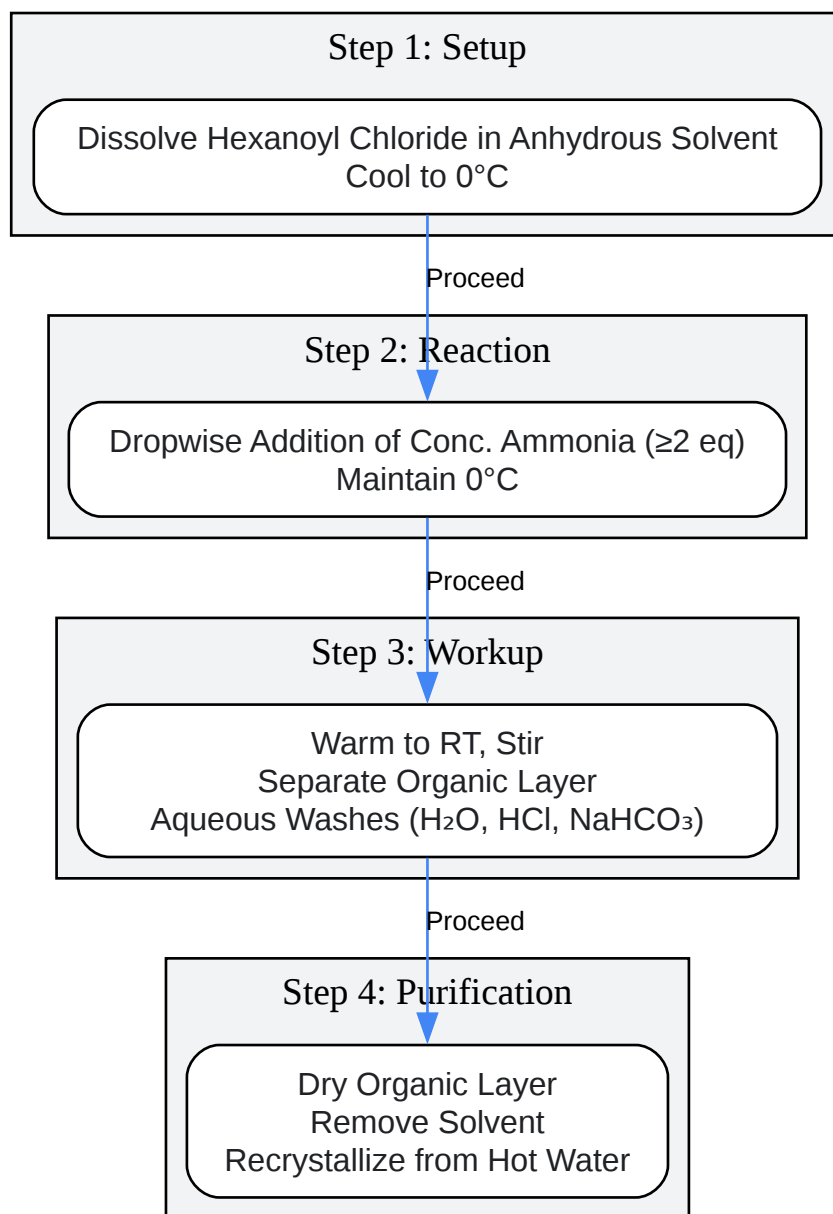 Step 1: Setup
Dissolve Hexanoyl Chloride in Anhydrous Solvent
Cool to 0°C
Proceed
Step 2: Reaction
Dropwise Addition of Conc. Ammonia (≥2 eq)
Maintain 0°C
Proceed
Step 3: Workup
Warm to RT, Stir
Separate Organic Layer
Aqueous Washes (H₂O, HCl, NaHCO₃)
Proceed
Step 4: Purification
Dry Organic Layer
Remove Solvent
Recrystallize from Hot Water